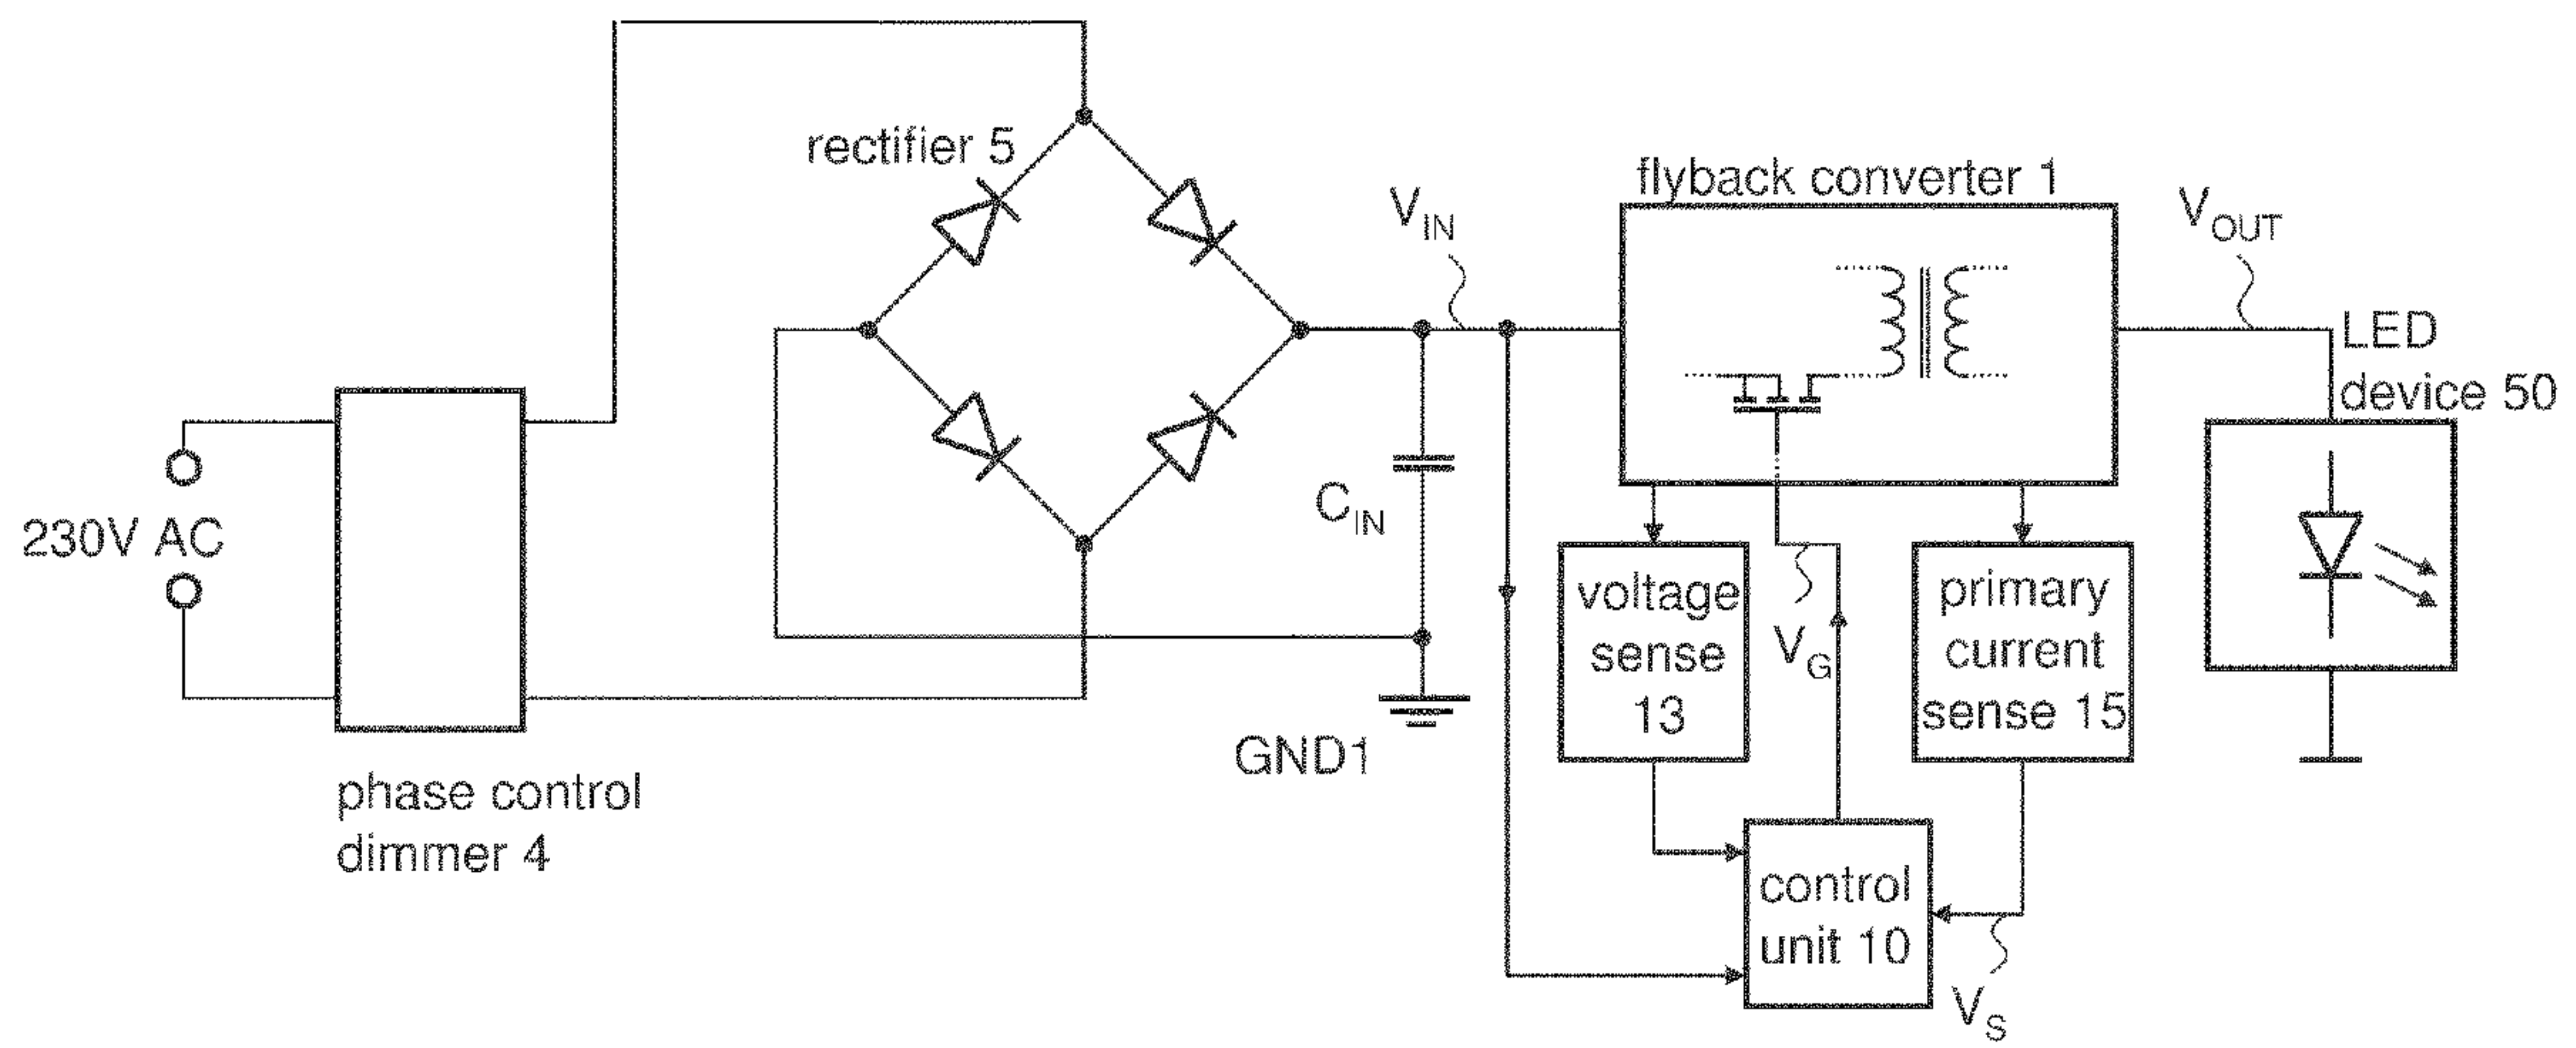 rectifier 5
flyback converter 1
V_IN
V_OUT
LED
device 50
C_IN
230V AC
voltage
sense
13
V_G
primary
current
sense 15
GND1
phase control
dimmer 4
control
unit 10
V_S